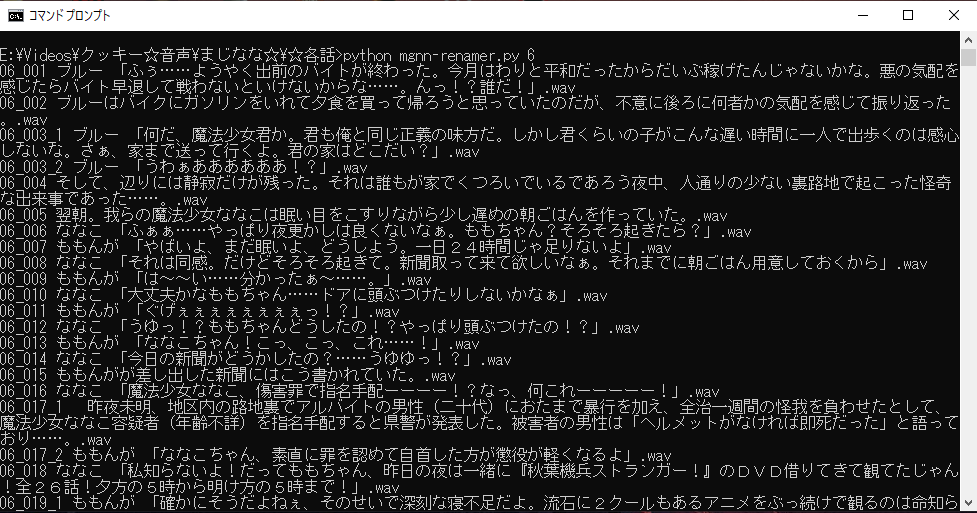 コマンドプロンプト
E:¥Videos¥クッキー☆音声¥まじなな☆¥☆各話>python mgnn-renamer.py 6
06_001 ブルー 「ふぅ……ようやく出前のバイトが終わった。今月はわりと平和だったからだいぶ稼げたんじゃないかな。悪の気配を
感じたらバイト早退して戦わないといけないからな……。んっ！？誰だ！」.wav
06_002 ブルーはバイクにガソリンをいれて夕食を買って帰ろうと思っていたのだが、不意に後ろに何者かの気配を感じて振り返った
。.wav
06_003_1 ブルー 「何だ、魔法少女君か。君も俺と同じ正義の味方だ。しかし君くらいの子がこんな遅い時間に一人で出歩くのは感心
しないな。さぁ、家まで送って行くよ。君の家はどこだい？」.wav
06_003_2 ブルー 「うわぁああああああ！？」.wav
06_004 そして、辺りには静寂だけが残った。それは誰もが家でくつろいでいるであろう夜中、人通りの少ない裏路地で起こった怪奇
な出来事であった……。.wav
06_005 翌朝。我らの魔法少女ななこは眠い目をこすりながら少し遅めの朝ごはんを作っていた。.wav
06_006 ななこ 「ふぁぁ……やっぱり夜更かしは良くないなぁ。ももちゃん？そろそろ起きたら？」.wav
06_007 ももんが 「やばいよ、まだ眠いよ、どうしよう。一日２４時間じゃ足りないよ」.wav
06_008 ななこ 「それは同感。だけどそろそろ起きて。新聞取って来て欲しいなぁ。それまでに朝ごはん用意しておくから」.wav
06_009 ももんが 「は～～い……分かったぁ～……。」.wav
06_010 ななこ 「大丈夫かなももちゃん……ドアに頭ぶつけたりしないかなぁ」.wav
06_011 ももんが 「ぐげぇぇぇぇぇぇぇぇっ！？」.wav
06_012 ななこ 「うゆっ！？ももちゃんどうしたの！？やっぱり頭ぶつけたの！？」.wav
06_013 ももんが 「ななこちゃん！こっ、こっ、これ……！」.wav
06_014 ななこ 「今日の新聞がどうかしたの？……うゆゆっ！？」.wav
06_015 ももんがが差し出した新聞にはこう書かれていた。.wav
06_016 ななこ 「魔法少女ななこ、傷害罪で指名手配ーーーー！？なっ、何これーーーーー！」.wav
06_017_1　昨夜未明、地区内の路地裏でアルバイトの男性（二十代）におたまで暴行を加え、全治一週間の怪我を負わせたとして、
魔法少女ななこ容疑者（年齢不詳）を指名手配すると県警が発表した。被害者の男性は「ヘルメットがなければ即死だった」と語って
おり……。.wav
06_017_2 ももんが 「ななこちゃん、素直に罪を認めて自首した方が懲役が軽くなるよ」.wav
06_018 ななこ 「私知らないよ！だってももちゃん、昨日の夜は一緒に『秋葉機兵ストランガー！』のＤＶＤ借りてきて観てたじゃん
！全２６話！夕方の５時から明け方の５時まで！」.wav
06_019_1 ももんが 「確かにそうだよねぇ、そのせいで深刻な寝不足だよ。流石に２クールもあるアニメをぶっ続けで観るのは命知ら